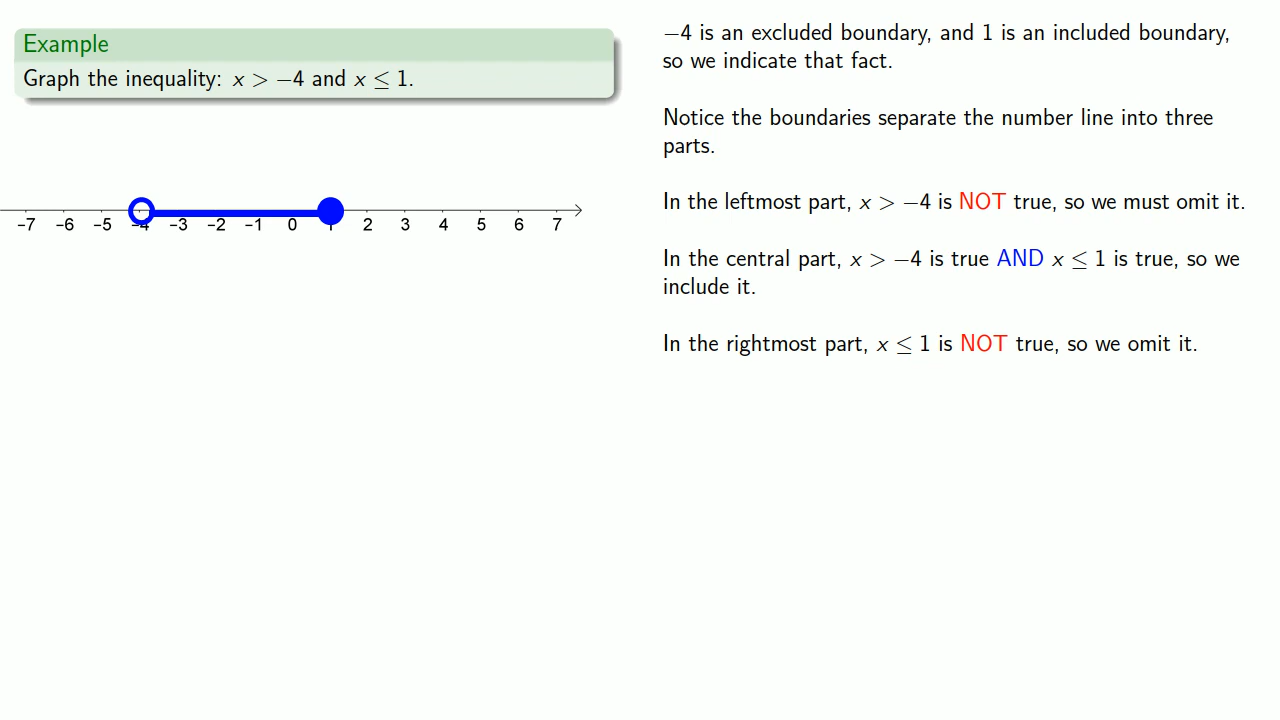 Example
Graph the inequality: x > −4 and x ≤ 1.
−4 is an excluded boundary, and 1 is an included boundary,
so we indicate that fact.
Notice the boundaries separate the number line into three
parts.
In the leftmost part, x > −4 is NOT true, so we must omit it.
In the central part, x > −4 is true AND x ≤ 1 is true, so we
include it.
In the rightmost part, x ≤ 1 is NOT true, so we omit it.
−7 −6 −5 −4 −3 −2 −1 0 1 2 3 4 5 6 7